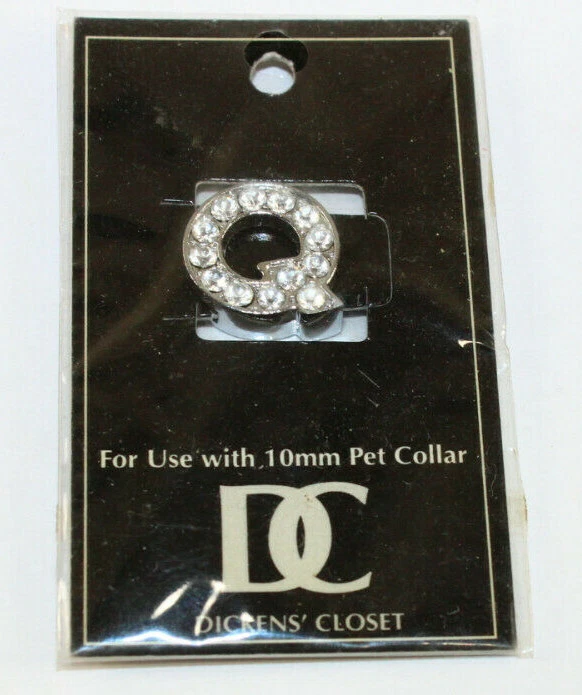 Q
For Use with 10mm Pet Collar
DC
DICKENS' CLOSET